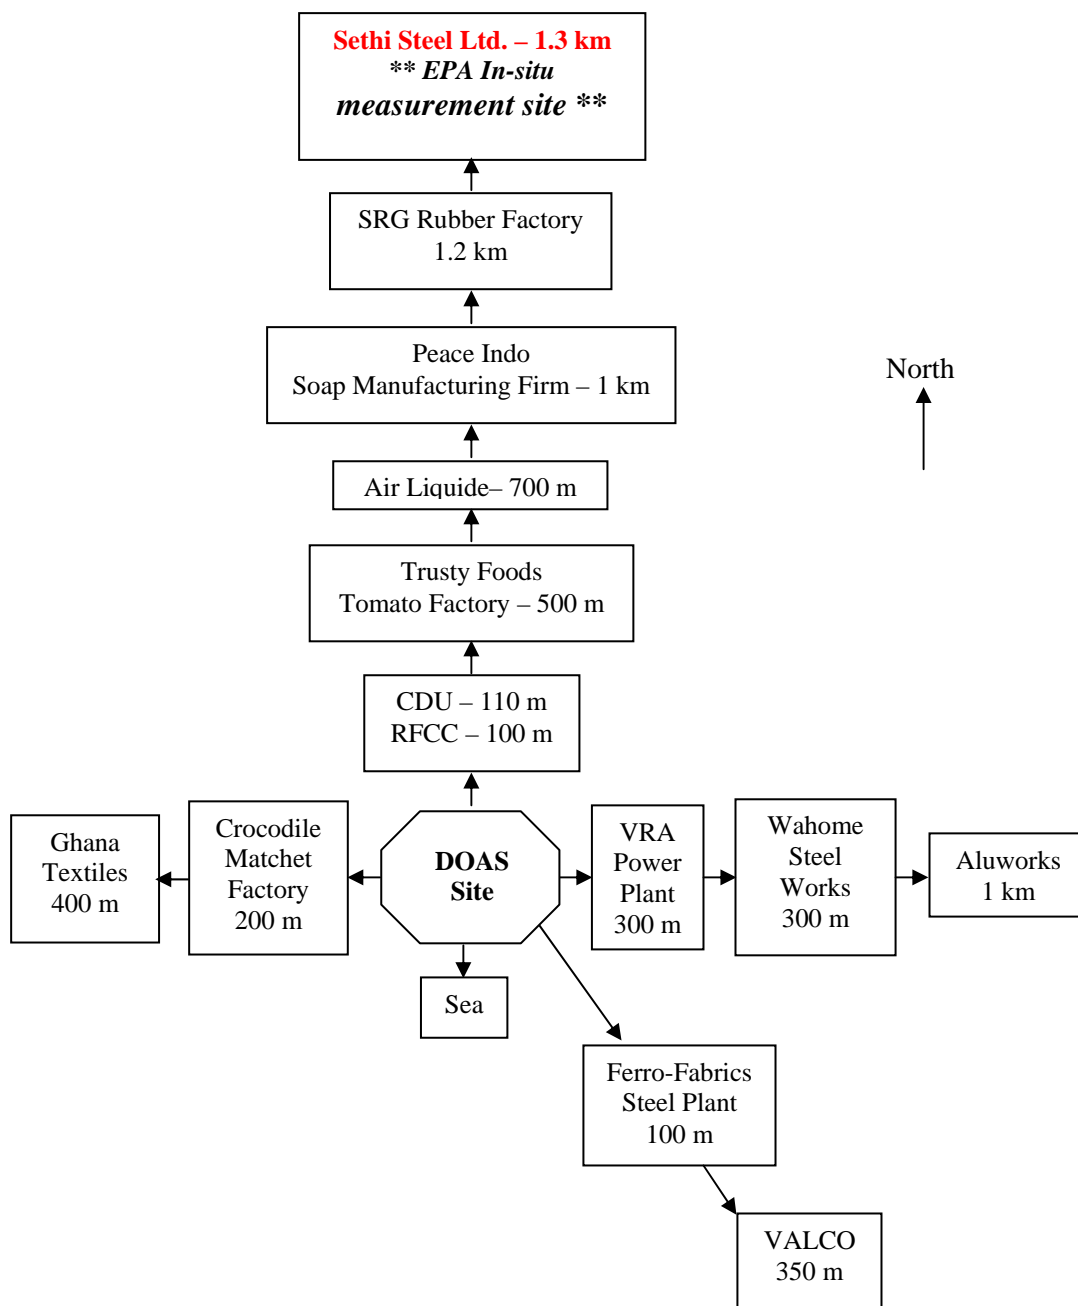 Sethi Steel Ltd. – 1.3 km
** EPA In-situ
measurement site **
SRG Rubber Factory
1.2 km
Peace Indo
Soap Manufacturing Firm – 1 km
North
Air Liquide– 700 m
Trusty Foods
Tomato Factory – 500 m
CDU – 110 m
RFCC – 100 m
Ghana
Textiles
400 m
Crocodile
Matchet
Factory
200 m
DOAS
Site
VRA
Power
Plant
300 m
Wahome
Steel
Works
300 m
Aluworks
1 km
Sea
Ferro-Fabrics
Steel Plant
100 m
VALCO
350 m